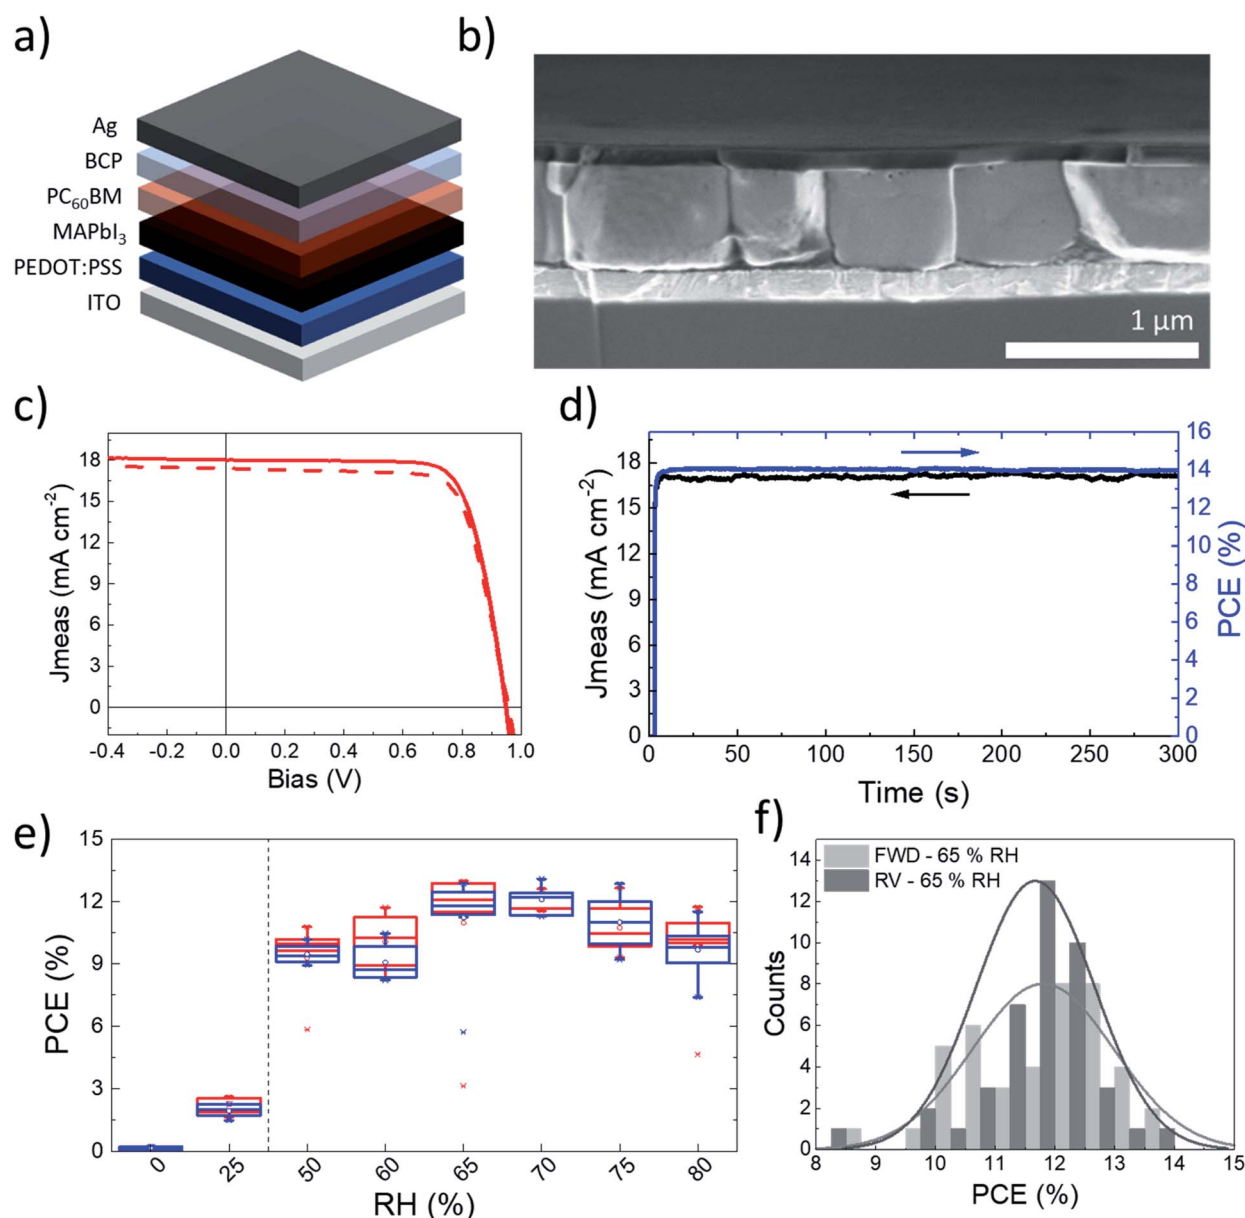 a)
Ag
BCP
PC₆₀BM
MAPbI₃
PEDOT:PSS
ITO
b)
1 µm
c)
Jmeas (mA cm⁻²)
18
15
12
9
6
3
0
-0.4 -0.2 0.0 0.2 0.4 0.6 0.8 1.0
Bias (V)
d)
Jmeas (mA cm⁻²)
18
15
12
9
6
3
0
16
14
12
10
8
6
4
2
0
PCE (%)
0 50 100 150 200 250 300
Time (s)
e)
PCE (%)
15
12
9
6
3
0
0 25 50 60 65 70 75 80
RH (%)
f)
FWD - 65 % RH
RV - 65 % RH
Counts
14
12
10
8
6
4
2
0
8 9 10 11 12 13 14 15
PCE (%)